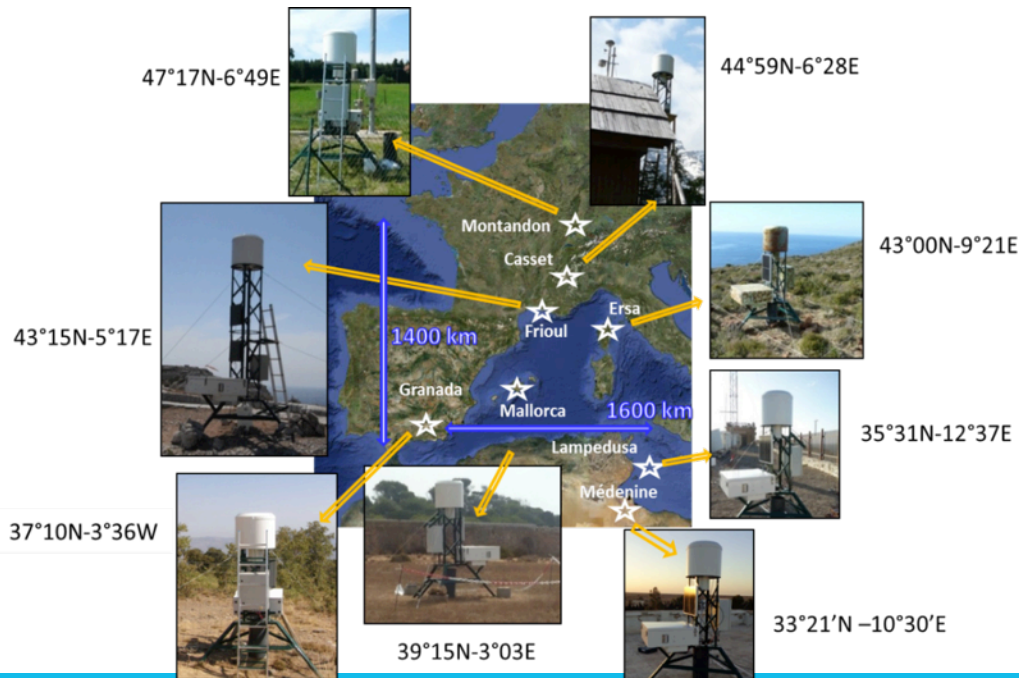 47°17N-6°49E
44°59N-6°28E
Montandon
Casset
43°00N-9°21E
Ersa
Frioul
43°15N-5°17E
1400 km
Granada
Mallorca
1600 km
35°31N-12°37E
Lampedusa
Médenine
37°10N-3°36W
33°21’N –10°30’E
39°15N-3°03E